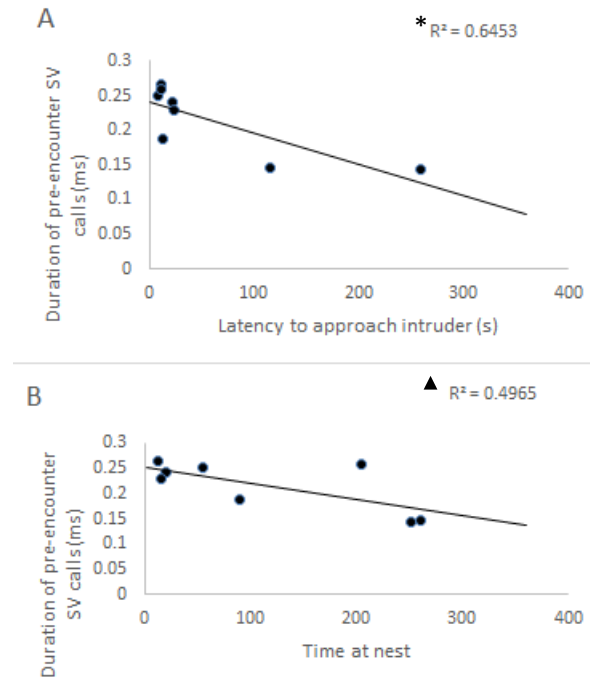 A
* R² = 0.6453
Duration of pre-encounter SV
calls (ms)
0.3
0.25
0.2
0.15
0.1
0.05
0
0 100 200 300 400
Latency to approach intruder (s)
B
▲ R² = 0.4965
Duration of pre-encounter
SV calls (ms)
0.3
0.25
0.2
0.15
0.1
0.05
0
0 100 200 300 400
Time at nest